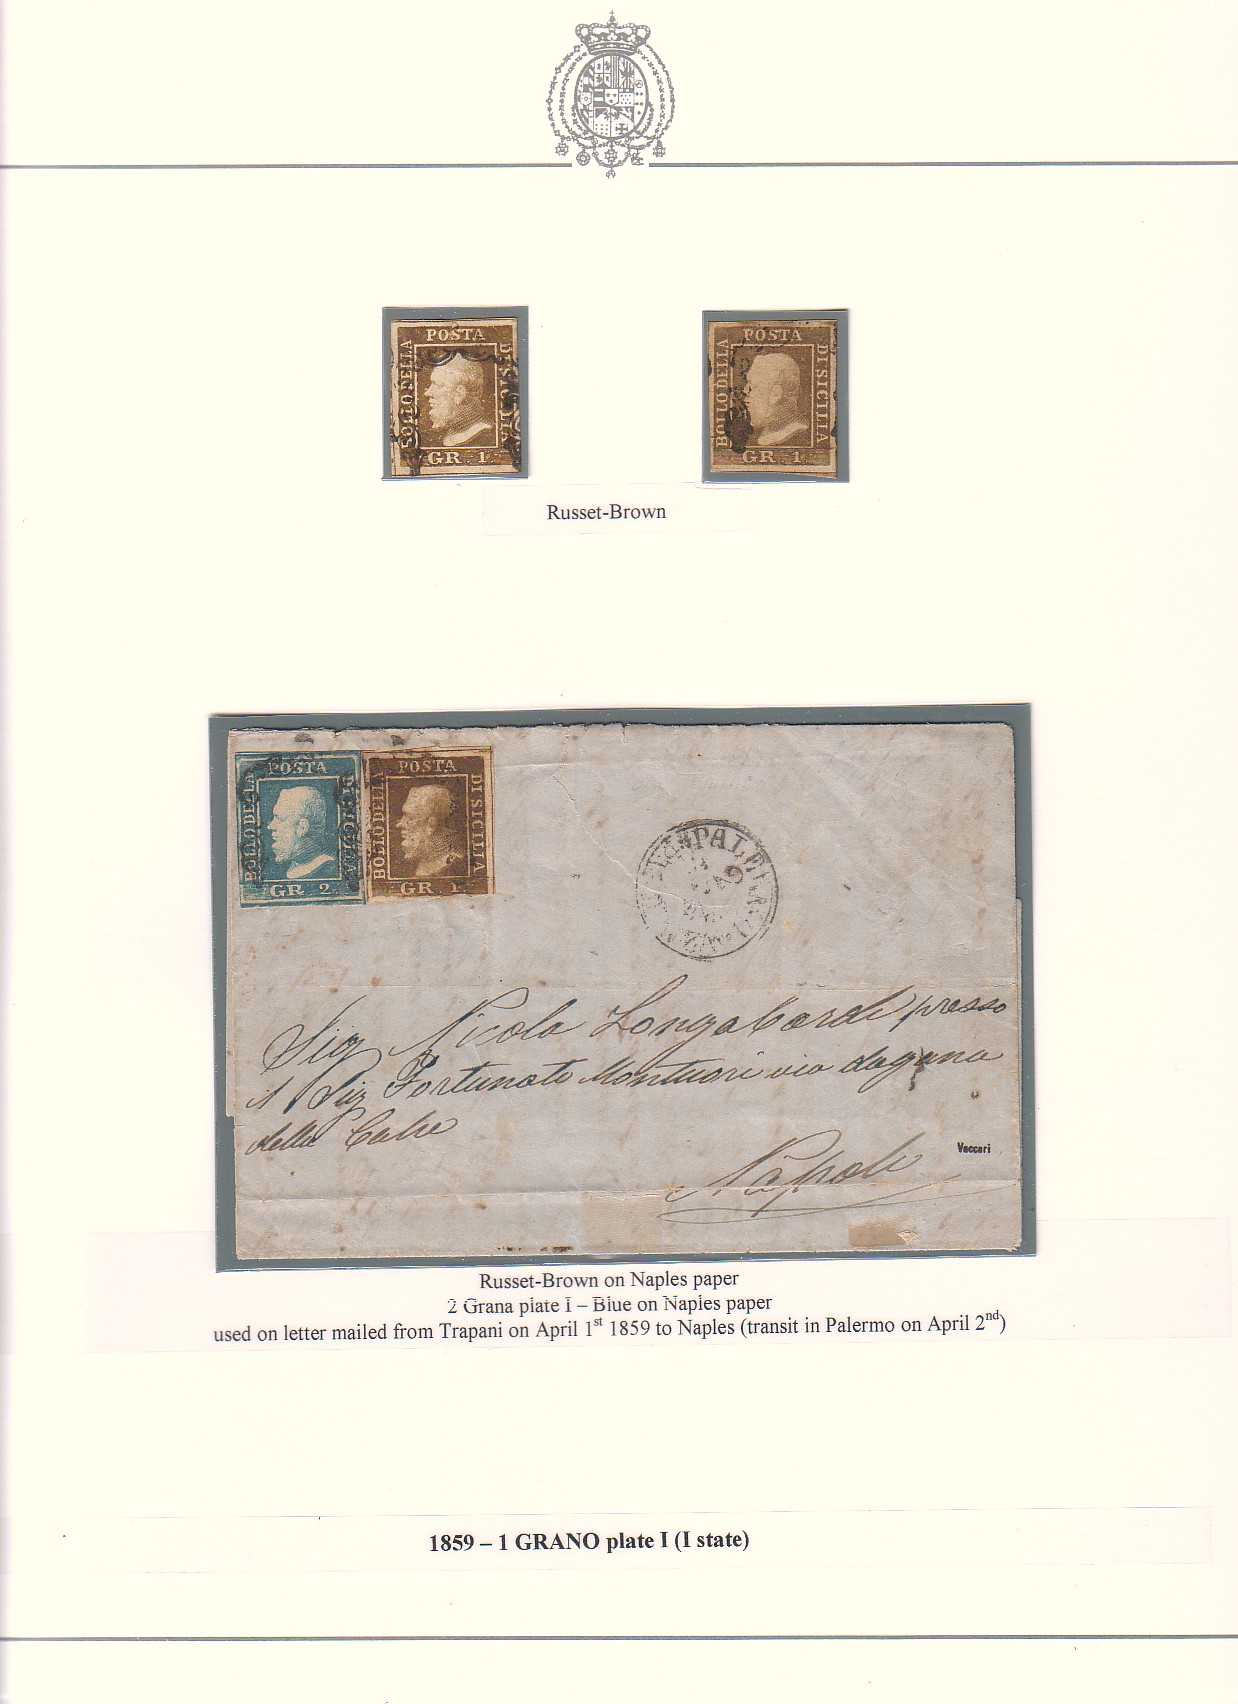 POSTA
BOLLO DELLA
DI SICILIA
GR. 1.
POSTA
BOLLO DELLA
DI SICILIA
GR. 1.
Russet-Brown
POSTA
BOLLO DELLA
DI SICILIA
GR. 2.
POSTA
BOLLO DELLA
DI SICILIA
GR. 1.
Sig Nicola Longabardi presso
il Sig Fortunato Montuori via dogana
delle
Napoli
Vaccari
Russet-Brown on Naples paper
2 Grana plate I – Blue on Naples paper
used on letter mailed from Trapani on April 1st 1859 to Naples (transit in Palermo on April 2nd)
1859 – 1 GRANO plate I (I state)